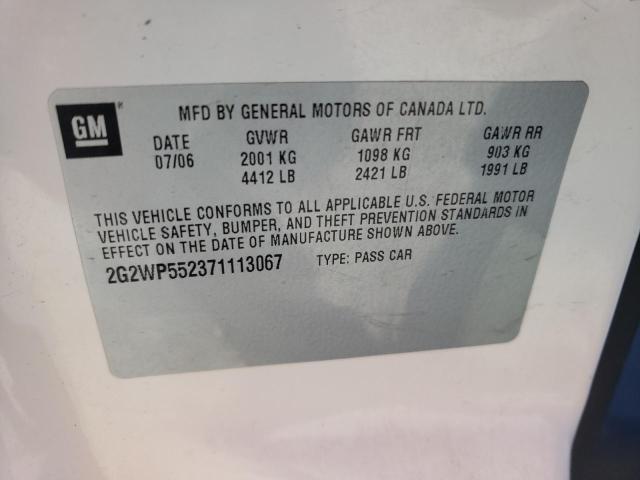 GM
MFD BY GENERAL MOTORS OF CANADA LTD.
DATE GVWR GAWR FRT GAWR RR
07/06 2001 KG 1098 KG 903 KG
4412 LB 2421 LB 1991 LB
THIS VEHICLE CONFORMS TO ALL APPLICABLE U.S. FEDERAL MOTOR
VEHICLE SAFETY, BUMPER, AND THEFT PREVENTION STANDARDS IN
EFFECT ON THE DATE OF MANUFACTURE SHOWN ABOVE.
2G2WP552371113067 TYPE: PASS CAR